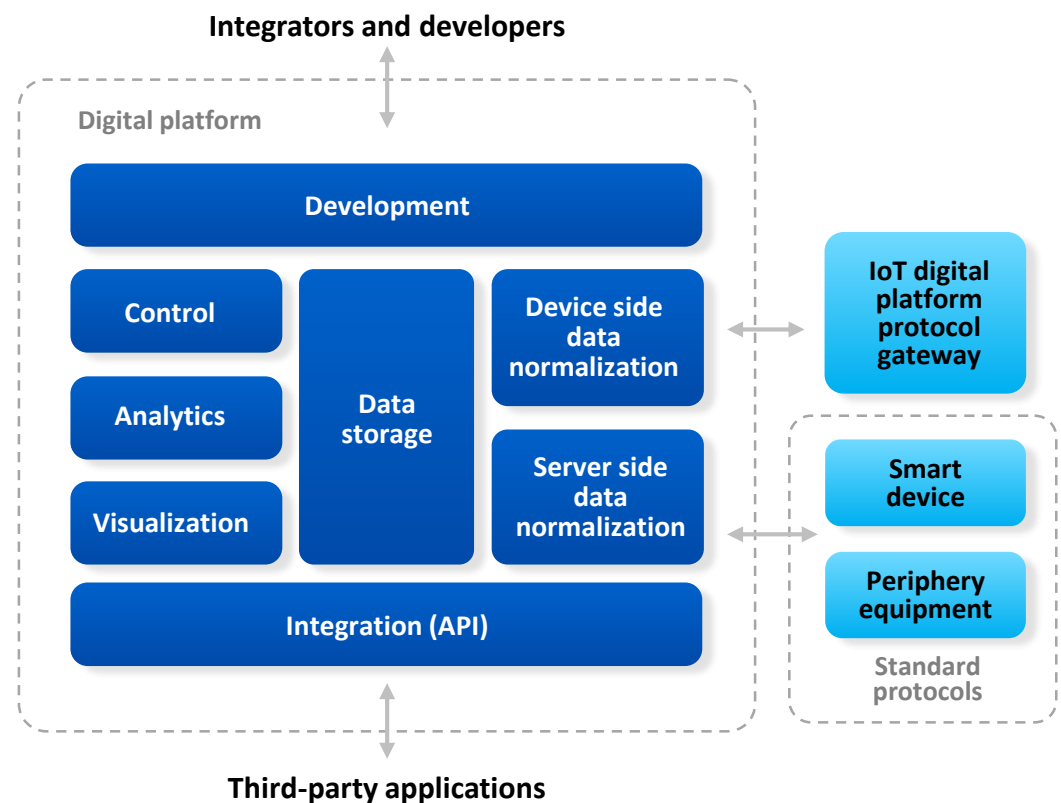 Integrators and developers
Digital platform
Development
Control
Analytics
Visualization
Data
storage
Device side
data
normalization
Server side
data
normalization
Integration (API)
IoT digital
platform
protocol
gateway
Smart
device
Periphery
equipment
Standard
protocols
Third-party applications